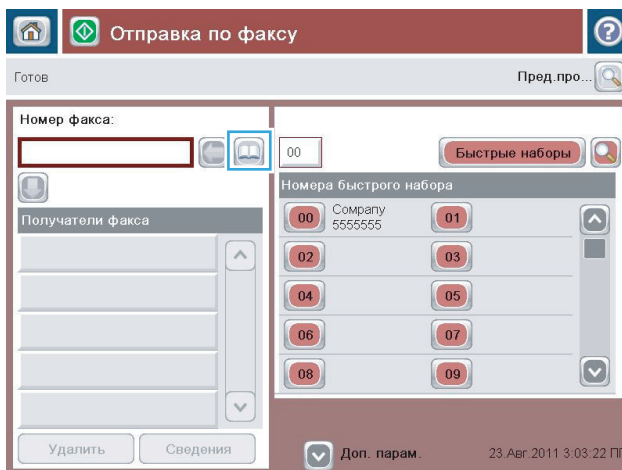 Отправка по факсу
Готов
Пред.про...
Номер факса:
00
Быстрые наборы
Номера быстрого набора
Получатели факса
00 Company 01
5555555
02 03
04 05
06 07
08 09
Удалить Сведения
Доп. парам.
23.Авг.2011 3:03:22 ПП